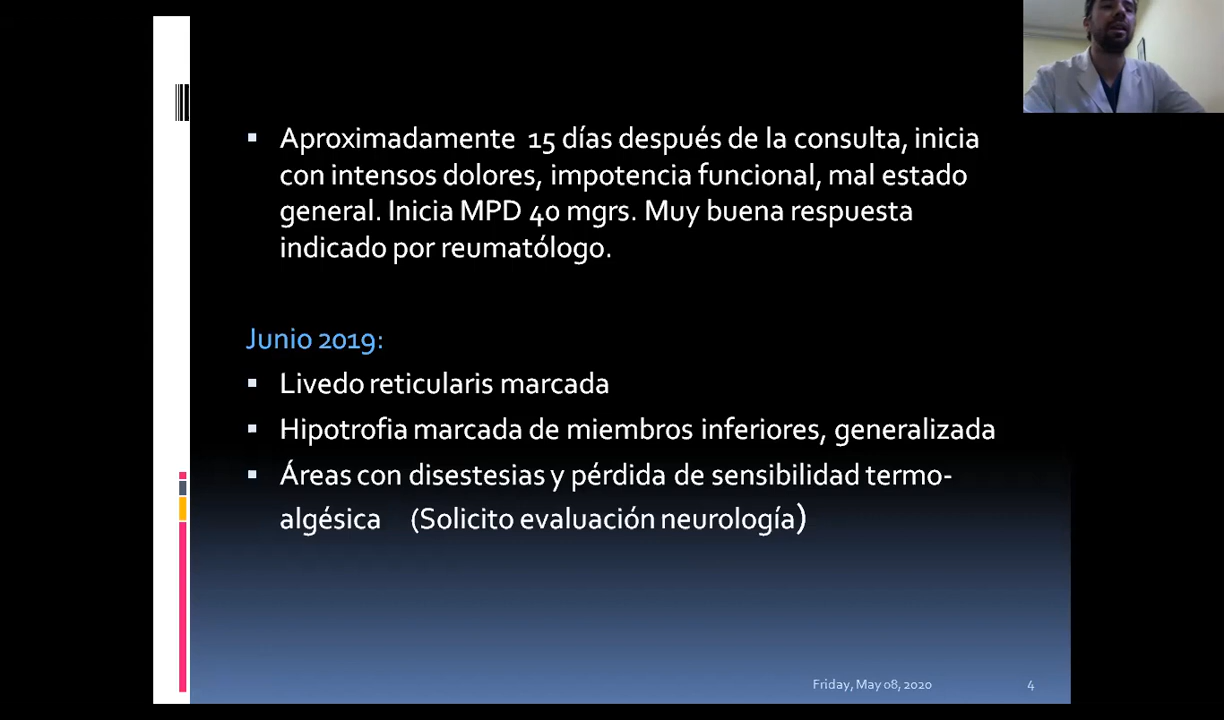 Aproximadamente 15 días después de la consulta, inicia
con intensos dolores, impotencia funcional, mal estado
general. Inicia MPD 40 mgrs. Muy buena respuesta
indicado por reumatólogo.
Junio 2019:
Livedo reticularis marcada
Hipotrofia marcada de miembros inferiores, generalizada
Áreas con disestesias y pérdida de sensibilidad termo-
algésica (Solicito evaluación neurología)
Friday, May 08, 2020 4